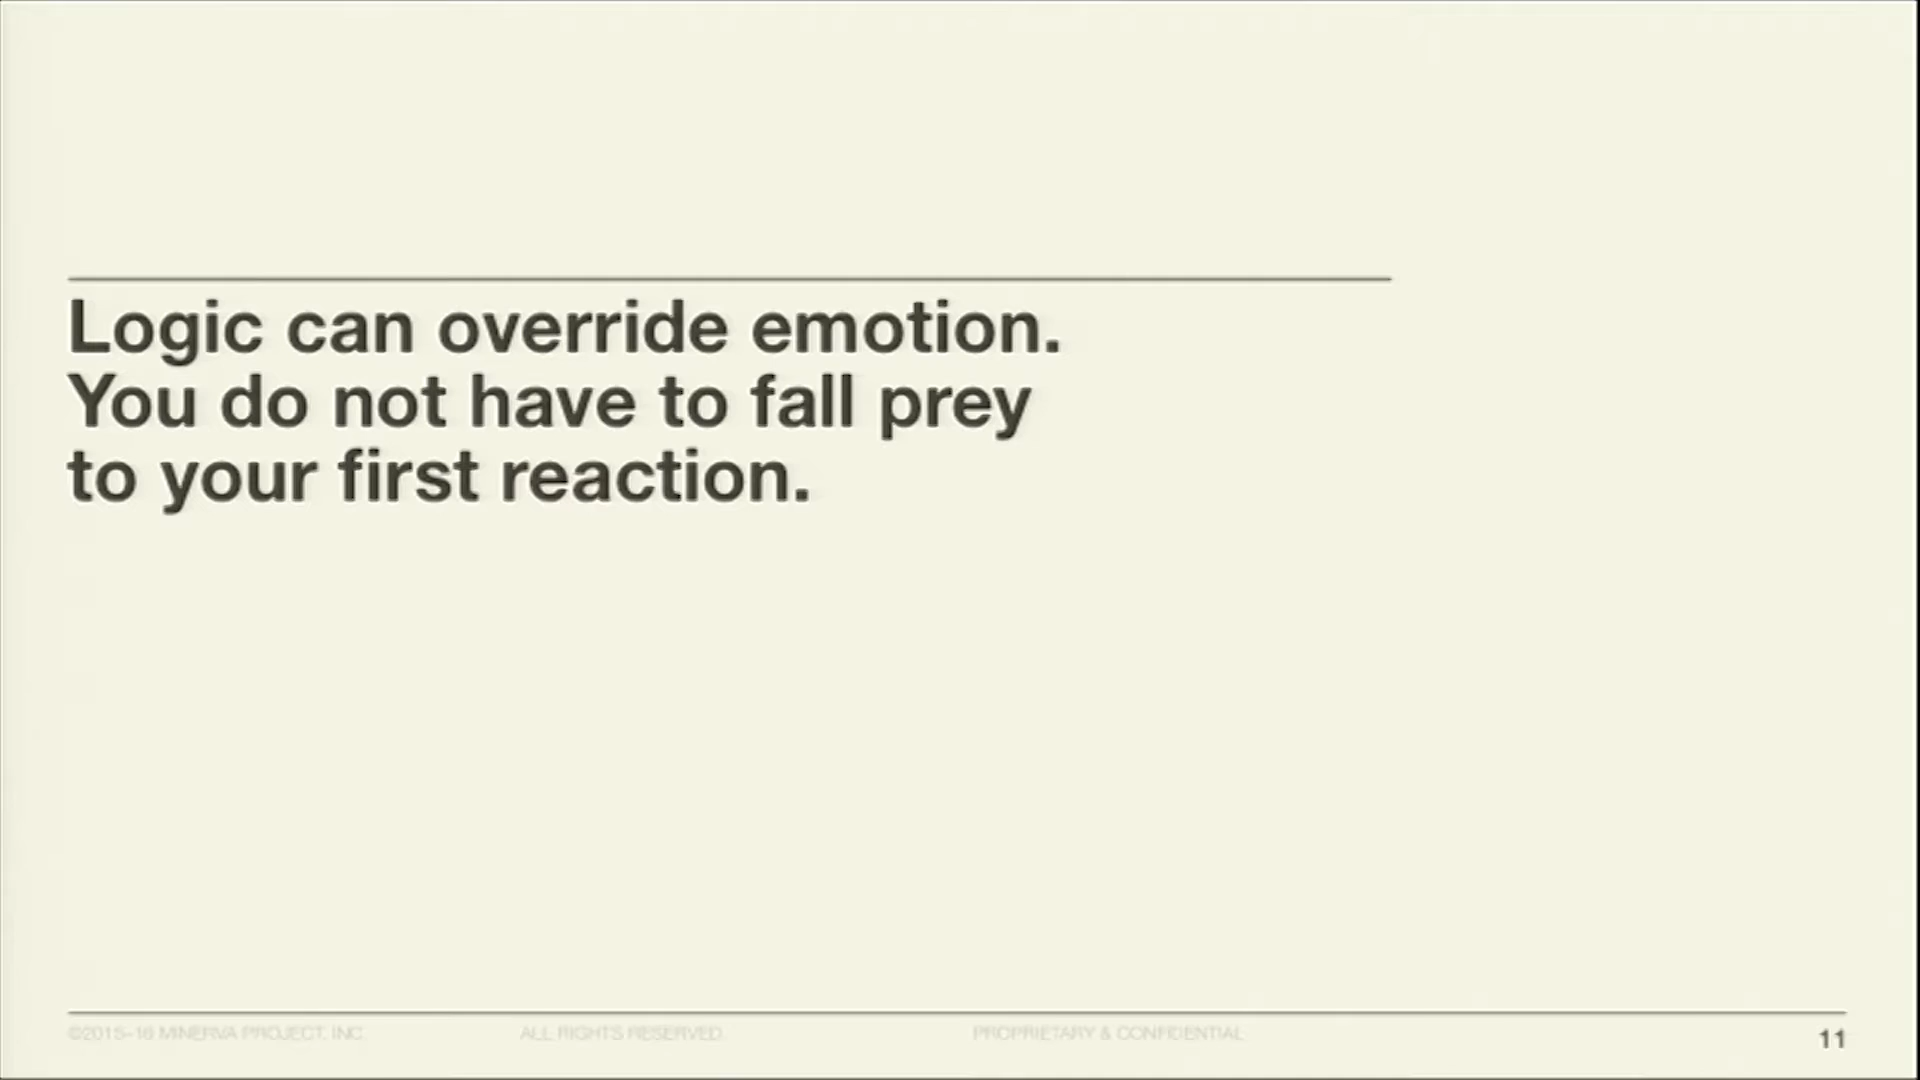 Logic can override emotion.
You do not have to fall prey
to your first reaction.
©2015–16 MINERVA PROJECT, INC.
ALL RIGHTS RESERVED.
PROPRIETARY & CONFIDENTIAL
11